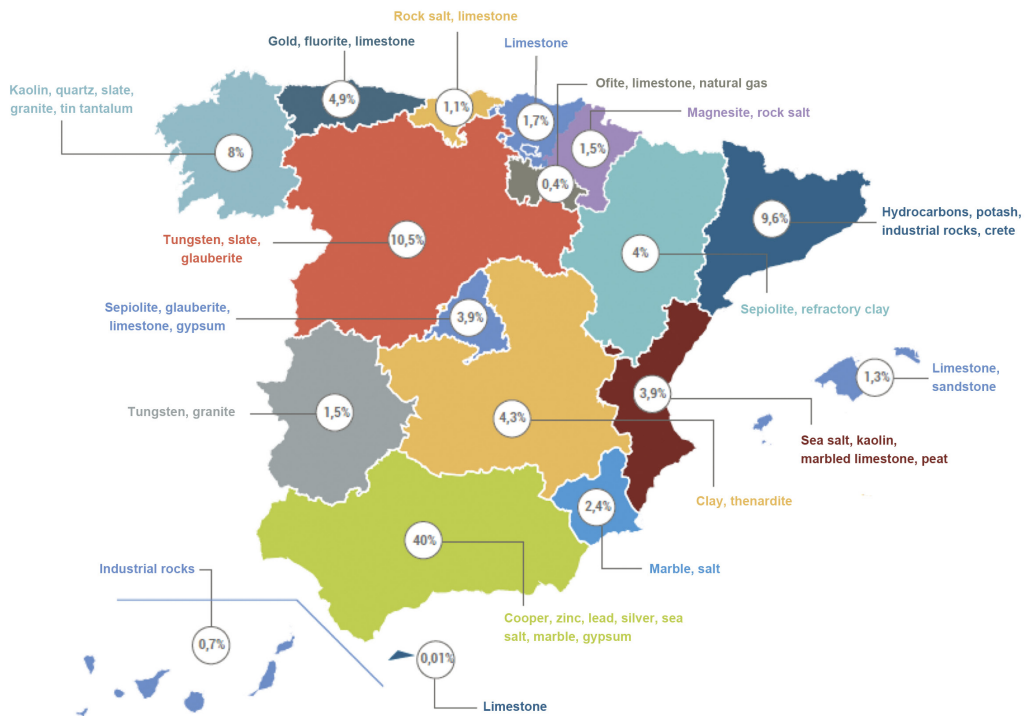 Rock salt, limestone
Gold, fluorite, limestone
Limestone
Ofite, limestone, natural gas
Kaolin, quartz, slate,
granite, tin tantalum
Magnesite, rock salt
4,9%
1,1%
1,7%
1,5%
8%
0,4%
Hydrocarbons, potash,
industrial rocks, crete
9,6%
Tungsten, slate,
glauberite
10,5%
4%
Sepiolite, glauberite,
limestone, gypsum
3,9%
Sepiolite, refractory clay
Limestone,
sandstone
1,3%
Tungsten, granite
1,5%
4,3%
3,9%
Sea salt, kaolin,
marbled limestone, peat
Clay, thenardite
2,4%
40%
Industrial rocks
Marble, salt
Cooper, zinc, lead, silver, sea
salt, marble, gypsum
0,7%
0,01%
Limestone